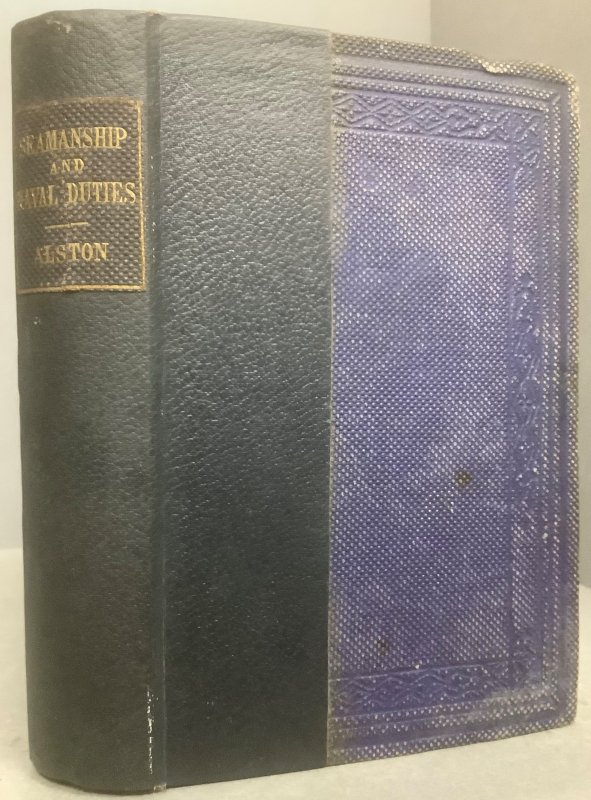 SEAMANSHIP
AND
NAVAL DUTIES
ALSTON